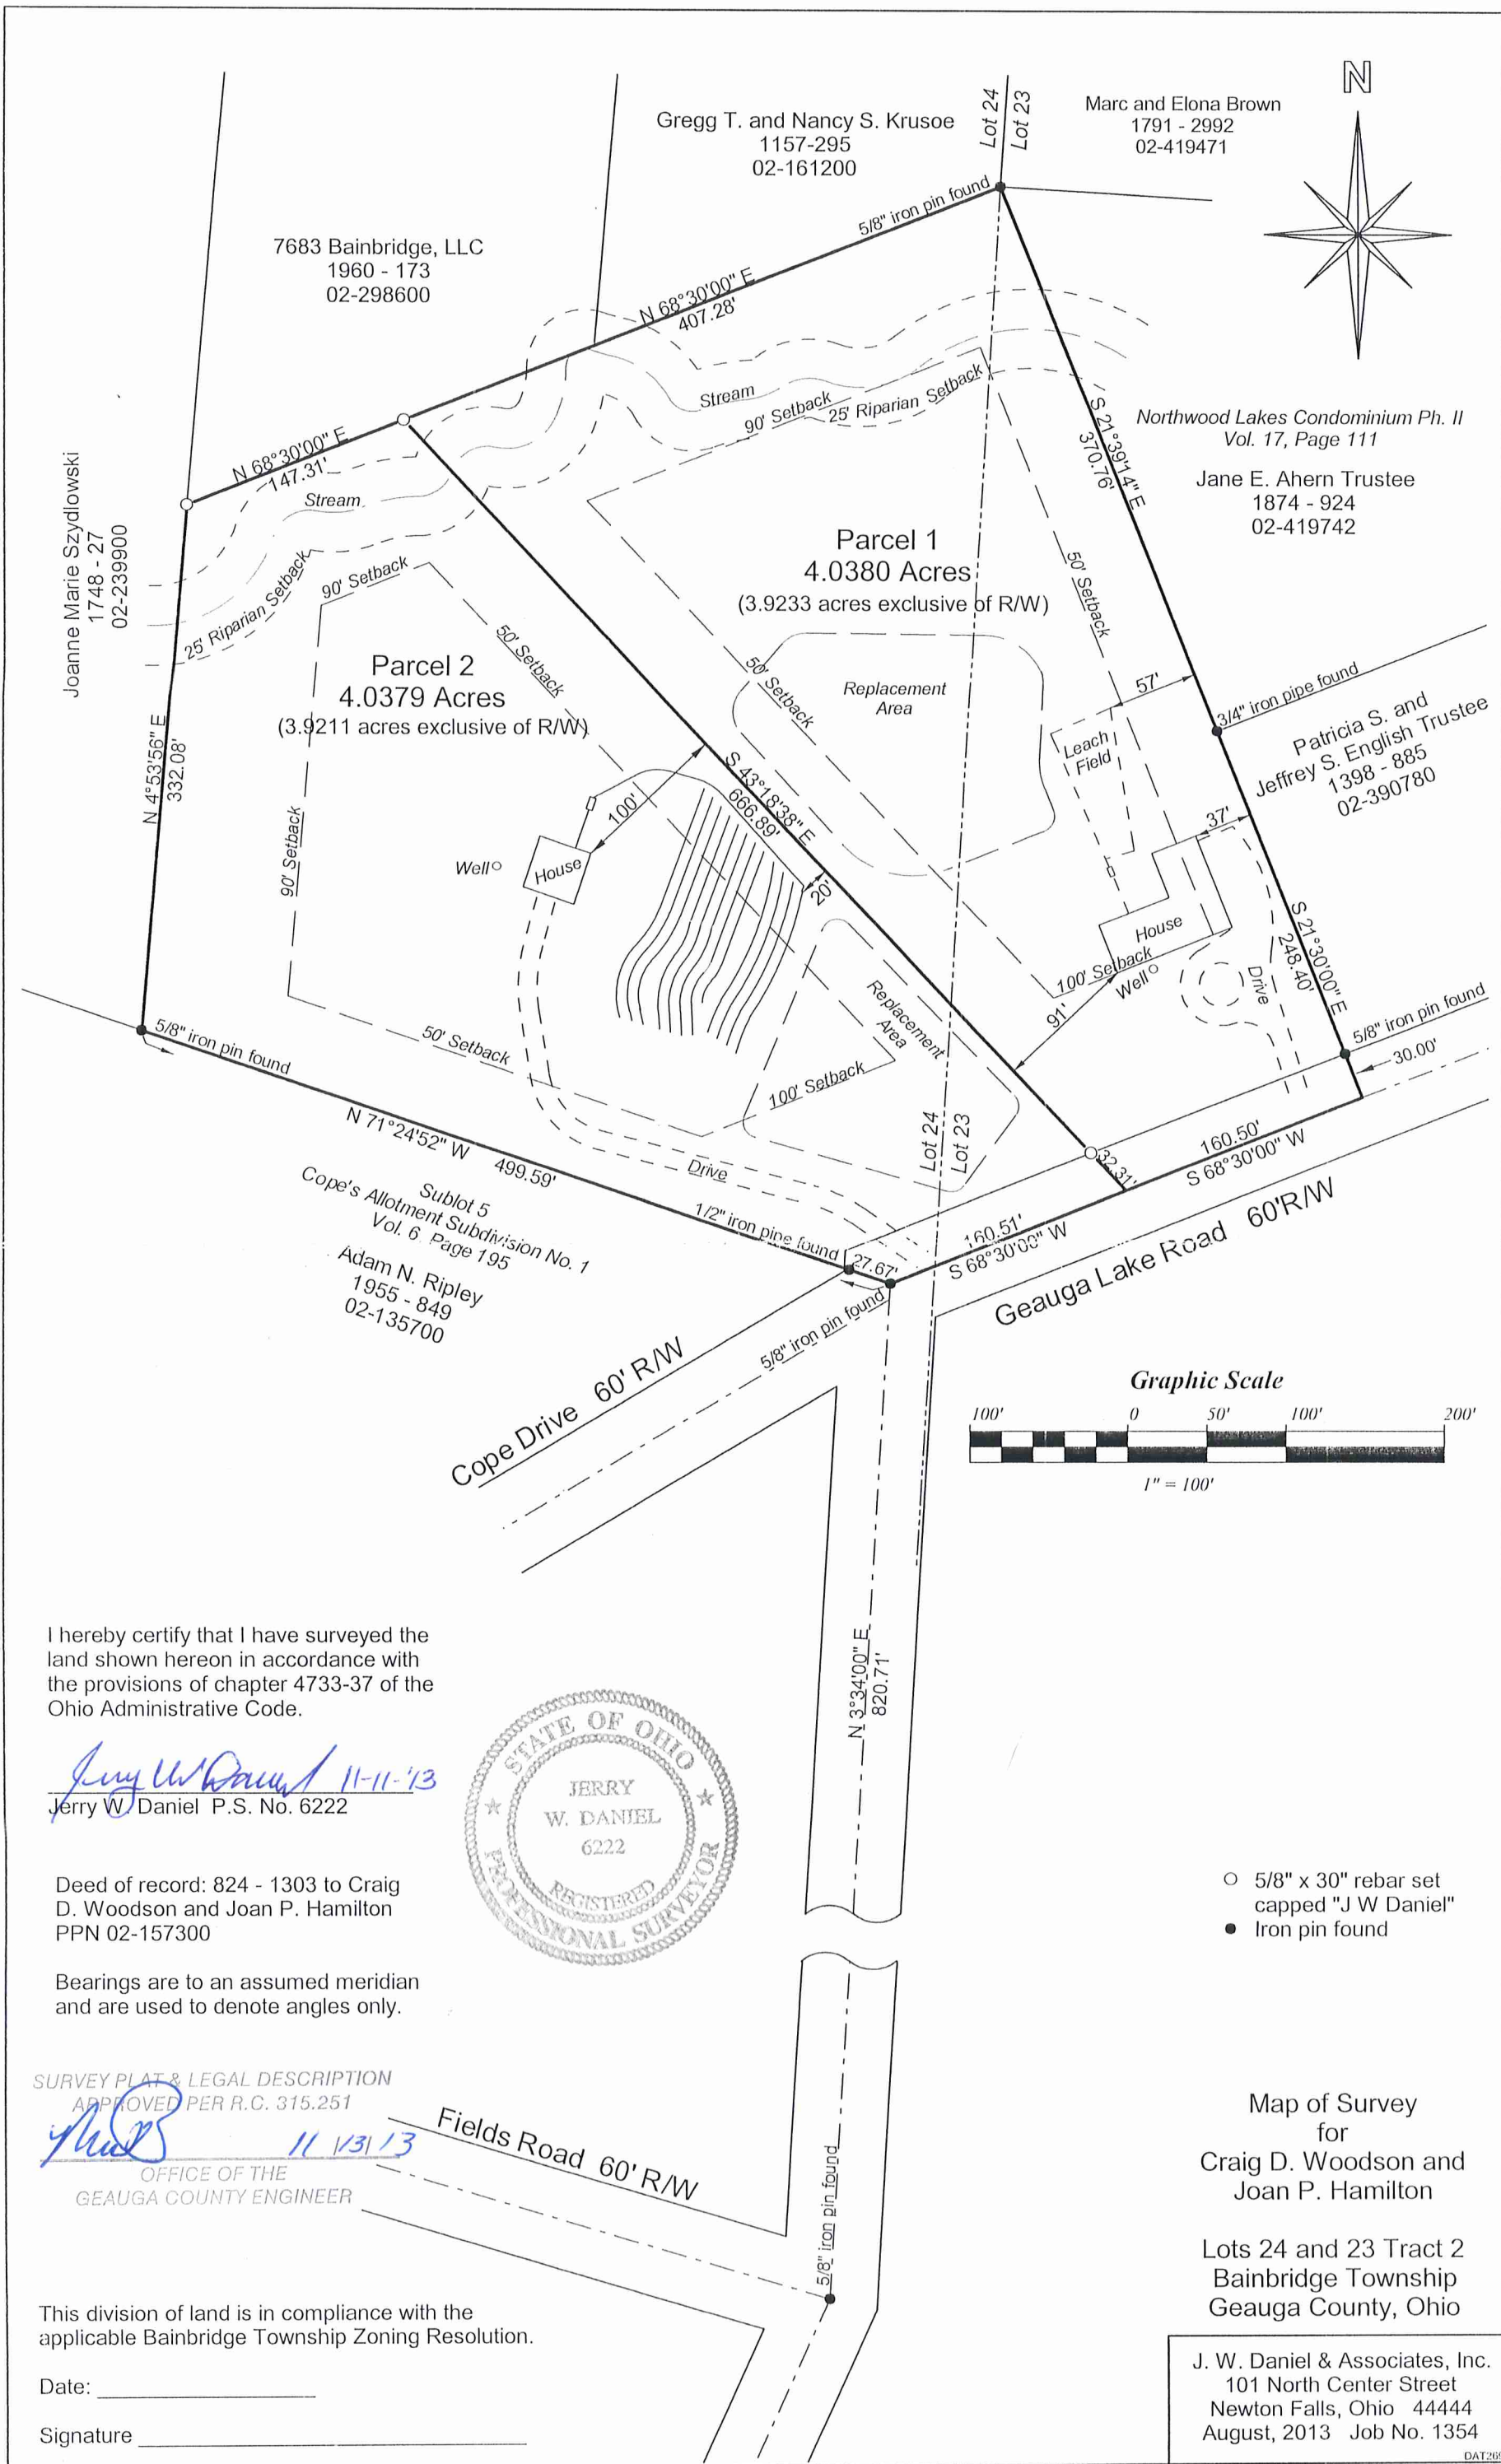 Gregg T. and Nancy S. Krusoe
1157-295
02-161200
Lot 24
Lot 23
Marc and Elona Brown
1791 - 2992
02-419471
N
7683 Bainbridge, LLC
1960 - 173
02-298600
5/8" iron pin found
N 68°30'00" E
407.28'
N 68°30'00" E
147.31'
Stream
Stream
90' Setback
25' Riparian Setback
S 21°39'14" E
370.76'
Northwood Lakes Condominium Ph. II
Vol. 17, Page 111
Jane E. Ahern Trustee
1874 - 924
02-419742
Joanne Marie Szydlowski
1748 - 27
02-239900
25' Riparian Setback
90' Setback
50' Setback
Parcel 1
4.0380 Acres
(3.9233 acres exclusive of R/W)
50' Setback
Parcel 2
4.0379 Acres
(3.9211 acres exclusive of R/W)
50' Setback
Replacement
Area
57'
3/4" iron pipe found
Leach
Field
Patricia S. and
Jeffrey S. English Trustee
1398 - 885
02-390780
N 4°53'56" E
332.08'
S 43°18'38" E
666.89'
100'
90' Setback
Well
House
20'
37'
House
S 21°30'00" E
248.40'
100' Setback
Well
Drive
91'
Replacement
Area
5/8" iron pin found
50' Setback
100' Setback
5/8" iron pin found
30.00'
N 71°24'52" W 499.59'
Lot 24
Lot 23
32.31'
160.50'
S 68°30'00" W
Drive
Sublot 5
Cope's Allotment Subdivision No. 1
Vol. 6 Page 195
Adam N. Ripley
1955 - 849
02-135700
1/2" iron pipe found
27.67'
160.51'
S 68°30'00" W
Geauga Lake Road 60'R/W
5/8" iron pin found
Cope Drive 60' R/W
Graphic Scale
100' 0 50' 100' 200'
1" = 100'
N 3°34'00" E
820.71'
I hereby certify that I have surveyed the
land shown hereon in accordance with
the provisions of chapter 4733-37 of the
Ohio Administrative Code.
Jerry W Daniel 11-11-'13
Jerry W. Daniel P.S. No. 6222
STATE OF OHIO
JERRY
W. DANIEL
6222
REGISTERED
PROFESSIONAL SURVEYOR
Deed of record: 824 - 1303 to Craig
D. Woodson and Joan P. Hamilton
PPN 02-157300
Bearings are to an assumed meridian
and are used to denote angles only.
5/8" x 30" rebar set
capped "J W Daniel"
Iron pin found
SURVEY PLAT & LEGAL DESCRIPTION
APPROVED PER R.C. 315.251
11/13/13
OFFICE OF THE
GEAUGA COUNTY ENGINEER
Fields Road 60' R/W
5/8" iron pin found
Map of Survey
for
Craig D. Woodson and
Joan P. Hamilton
Lots 24 and 23 Tract 2
Bainbridge Township
Geauga County, Ohio
This division of land is in compliance with the
applicable Bainbridge Township Zoning Resolution.
Date:
Signature
J. W. Daniel & Associates, Inc.
101 North Center Street
Newton Falls, Ohio 44444
August, 2013 Job No. 1354